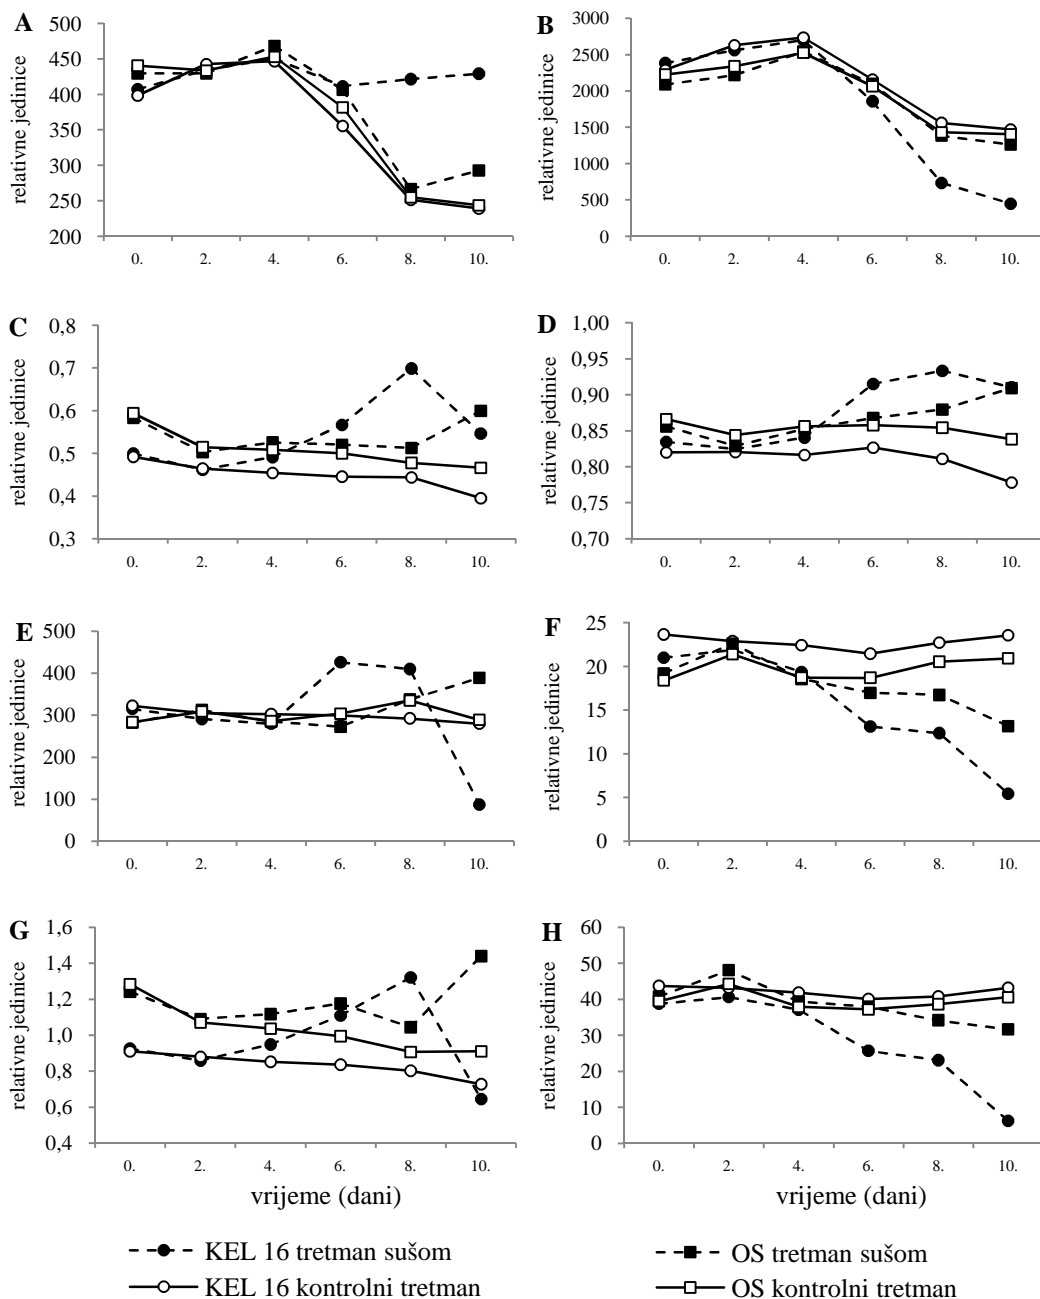 A
relativne jedinice
500
450
400
350
300
250
200
0. 2. 4. 6. 8. 10.
B
relativne jedinice
3000
2500
2000
1500
1000
500
0
0. 2. 4. 6. 8. 10.
C
relativne jedinice
0,8
0,7
0,6
0,5
0,4
0,3
0. 2. 4. 6. 8. 10.
D
relativne jedinice
1,00
0,95
0,90
0,85
0,80
0,75
0,70
0. 2. 4. 6. 8. 10.
E
relativne jedinice
500
400
300
200
100
0
0. 2. 4. 6. 8. 10.
F
relativne jedinice
25
20
15
10
5
0
0. 2. 4. 6. 8. 10.
G
relativne jedinice
1,6
1,4
1,2
1,0
0,8
0,6
0,4
0. 2. 4. 6. 8. 10.
vrijeme (dani)
H
relativne jedinice
60
50
40
30
20
10
0
0. 2. 4. 6. 8. 10.
vrijeme (dani)
KEL 16 tretman sušom
KEL 16 kontrolni tretman
OS tretman sušom
OS kontrolni tretman